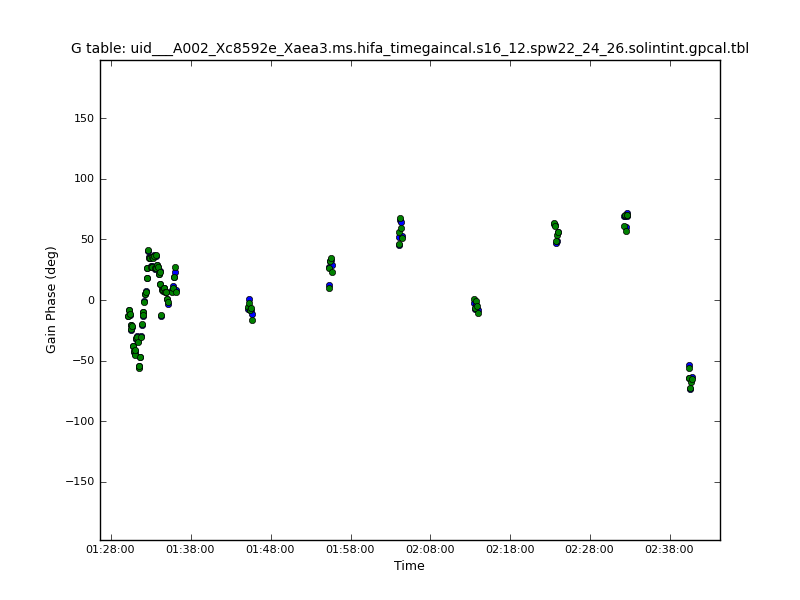 G table: uid___A002_Xc8592e_Xaea3.ms.hifa_timegaincal.s16_12.spw22_24_26.solintint.gpcal.tbl
150
100
50
0
−50
−100
−150
Gain Phase (deg)
01:28:00 01:38:00 01:48:00 01:58:00 02:08:00 02:18:00 02:28:00 02:38:00
Time